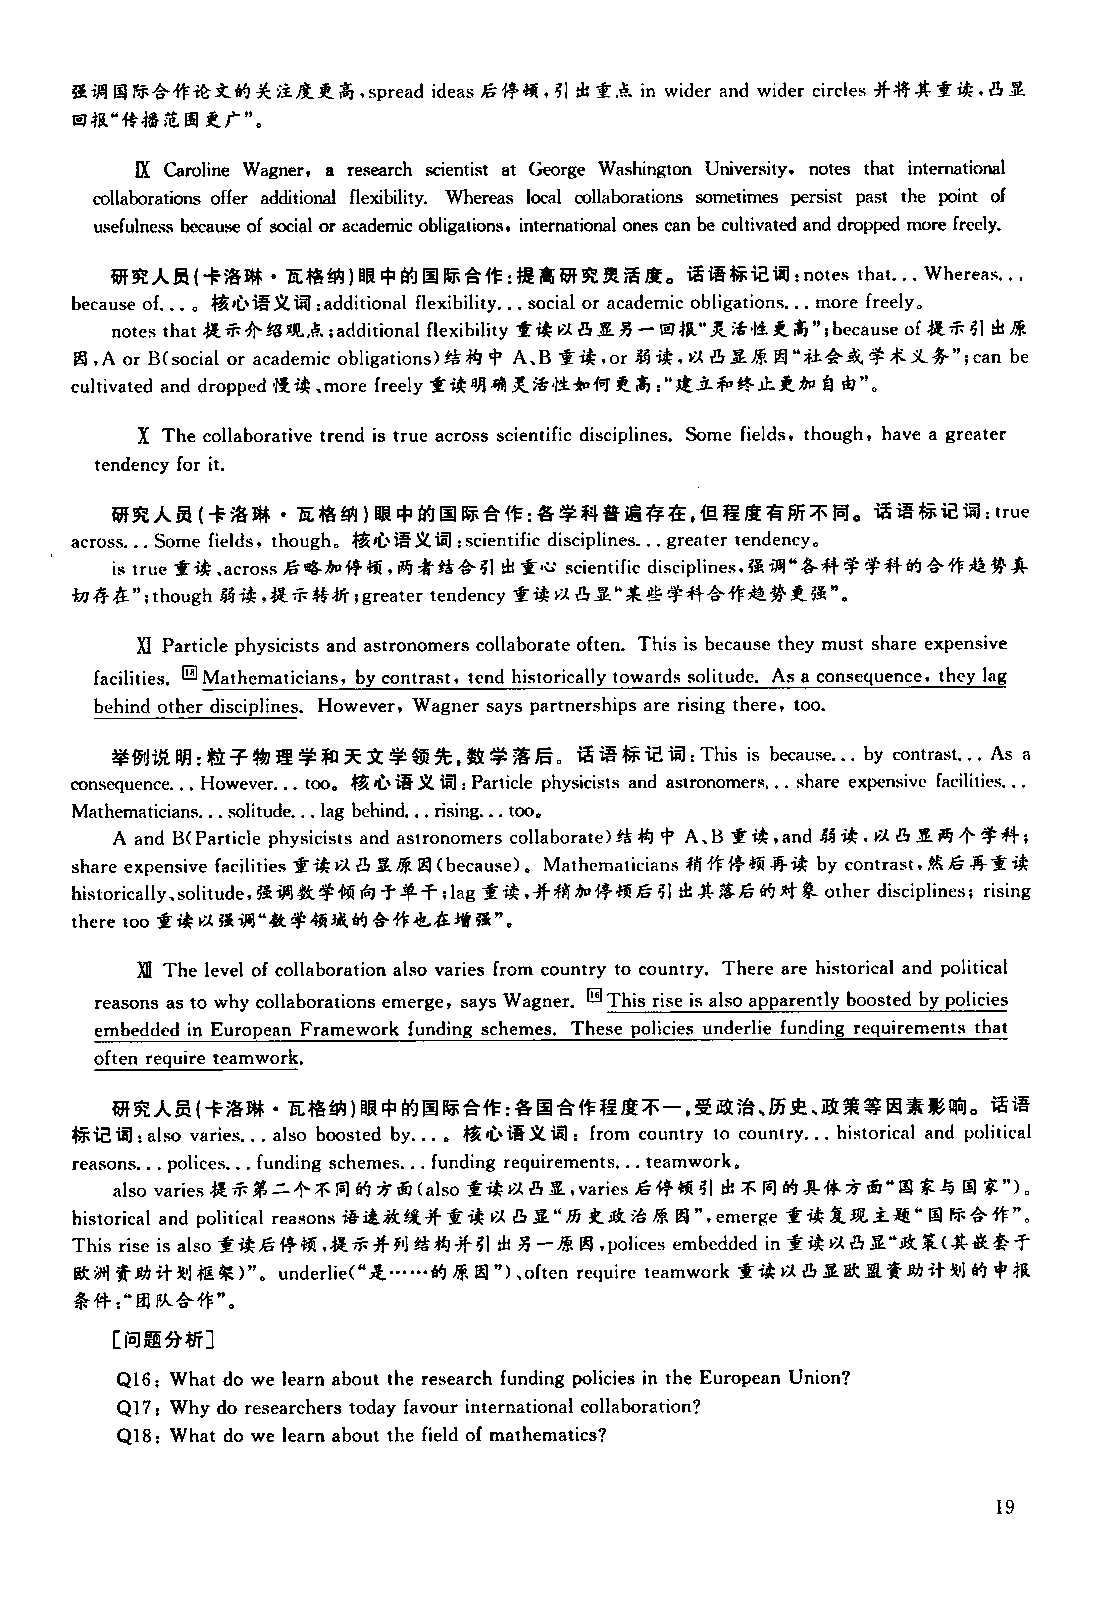 强调国际合作论文的关注度更高,spread ideas 后停顿,引出重点 in wider and wider circles 并将其重读,凸显
回报“传播范围更广”。
Ⅸ Caroline Wagner, a research scientist at George Washington University, notes that international
collaborations offer additional flexibility. Whereas local collaborations sometimes persist past the point of
usefulness because of social or academic obligations, international ones can be cultivated and dropped more freely.
研究人员(卡洛琳·瓦格纳)眼中的国际合作:提高研究灵活度。话语标记词:notes that... Whereas...,
because of...。核心语义词:additional flexibility... social or academic obligations... more freely。
notes that 提示介绍观点;additional flexibility 重读以凸显另一回报“灵活性更高”;because of 提示引出原
因,A or B(social or academic obligations)结构中 A、B 重读,or 弱读,以凸显原因“社会或学术义务”;can be
cultivated and dropped 慢读、more freely 重读明确灵活性如何更高:“建立和终止更加自由”。
Ⅹ The collaborative trend is true across scientific disciplines. Some fields, though, have a greater
tendency for it.
研究人员(卡洛琳·瓦格纳)眼中的国际合作:各学科普遍存在,但程度有所不同。话语标记词:true
across... Some fields, though。核心语义词:scientific disciplines... greater tendency。
is true 重读、across 后略加停顿,两者结合引出重心 scientific disciplines,强调“各科学学科的合作趋势真
切存在”;though 弱读,提示转折;greater tendency 重读以凸显“某些学科合作趋势更强”。
Ⅺ Particle physicists and astronomers collaborate often. This is because they must share expensive
facilities. [18] Mathematicians, by contrast, tend historically towards solitude. As a consequence, they lag
behind other disciplines. However, Wagner says partnerships are rising there, too.
举例说明:粒子物理学和天文学领先,数学落后。话语标记词:This is because... by contrast... As a
consequence... However... too。核心语义词:Particle physicists and astronomers... share expensive facilities...
Mathematicians... solitude... lag behind... rising... too。
A and B(Particle physicists and astronomers collaborate)结构中 A、B 重读,and 弱读,以凸显两个学科;
share expensive facilities 重读以凸显原因(because)。Mathematicians 稍作停顿再读 by contrast,然后再重读
historically、solitude,强调数学倾向于单干;lag 重读,并稍加停顿后引出其落后的对象 other disciplines; rising
there too 重读以强调“数学领域的合作也在增强”。
Ⅻ The level of collaboration also varies from country to country. There are historical and political
reasons as to why collaborations emerge, says Wagner. [16] This rise is also apparently boosted by policies
embedded in European Framework funding schemes. These policies underlie funding requirements that
often require teamwork.
研究人员(卡洛琳·瓦格纳)眼中的国际合作:各国合作程度不一,受政治、历史、政策等因素影响。话语
标记词:also varies... also boosted by...。核心语义词: from country to country... historical and political
reasons... polices... funding schemes... funding requirements... teamwork。
also varies 提示第二个不同的方面(also 重读以凸显,varies 后停顿引出不同的具体方面“国家与国家”)。
historical and political reasons 语速放缓并重读以凸显“历史政治原因”,emerge 重读复现主题“国际合作”。
This rise is also 重读后停顿,提示并列结构并引出另一原因,polices embedded in 重读以凸显“政策(其嵌套于
欧洲资助计划框架)”。underlie(“是……的原因”)、often require teamwork 重读以凸显欧盟资助计划的申报
条件:“团队合作”。
[问题分析]
Q16: What do we learn about the research funding policies in the European Union?
Q17: Why do researchers today favour international collaboration?
Q18: What do we learn about the field of mathematics?
19